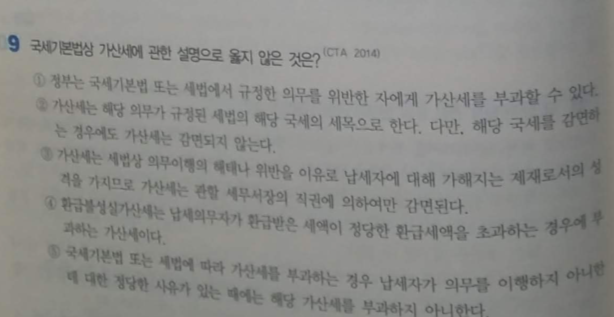 9 국세기본법상 가산세에 관한 설명으로 옳지 않은 것은? (CTA 2014)
① 정부는 국세기본법 또는 세법에서 규정한 의무를 위반한 자에게 가산세를 부과할 수 있다.
② 가산세는 해당 의무가 규정된 세법의 해당 국세의 세목으로 한다. 다만, 해당 국세를 감면하
는 경우에도 가산세는 감면되지 않는다.
③ 가산세는 세법상 의무이행의 해태나 위반을 이유로 납세자에 대해 가해지는 제재로서의 성
격을 가지므로 가산세는 관할 세무서장의 직권에 의하여만 감면된다.
④ 환급불성실가산세는 납세의무자가 환급받은 세액이 정당한 환급세액을 초과하는 경우에 부
과하는 가산세이다.
⑤ 국세기본법 또는 세법에 따라 가산세를 부과하는 경우 납세자가 의무를 이행하지 아니한
데 대한 정당한 사유가 있는 때에는 해당 가산세를 부과하지 아니한다.